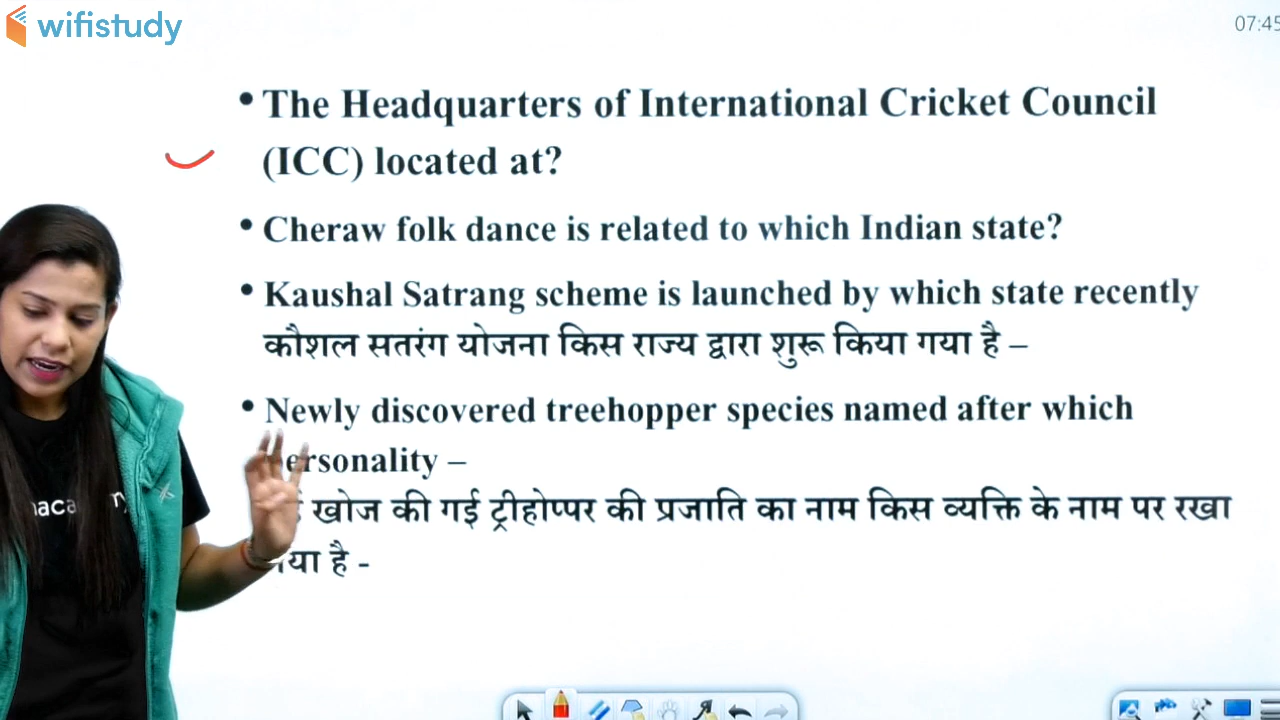 wifistudy
07:45
• The Headquarters of International Cricket Council
(ICC) located at?
• Cheraw folk dance is related to which Indian state?
• Kaushal Satrang scheme is launched by which state recently
कौशल सतरंग योजना किस राज्य द्वारा शुरू किया गया है –
• Newly discovered treehopper species named after which
personality –
खोज की गई ट्रीहोप्पर की प्रजाति का नाम किस व्यक्ति के नाम पर रखा
गया है -